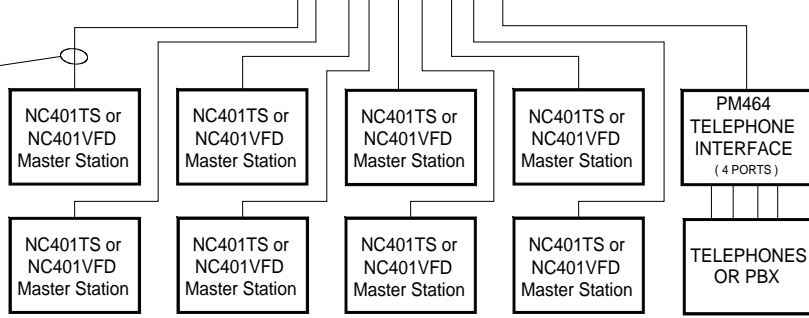 NC401TS or
NC401VFD
Master Station
NC401TS or
NC401VFD
Master Station
NC401TS or
NC401VFD
Master Station
NC401TS or
NC401VFD
Master Station
PM464
TELEPHONE
INTERFACE
( 4 PORTS )
NC401TS or
NC401VFD
Master Station
NC401TS or
NC401VFD
Master Station
NC401TS or
NC401VFD
Master Station
NC401TS or
NC401VFD
Master Station
TELEPHONES
OR PBX